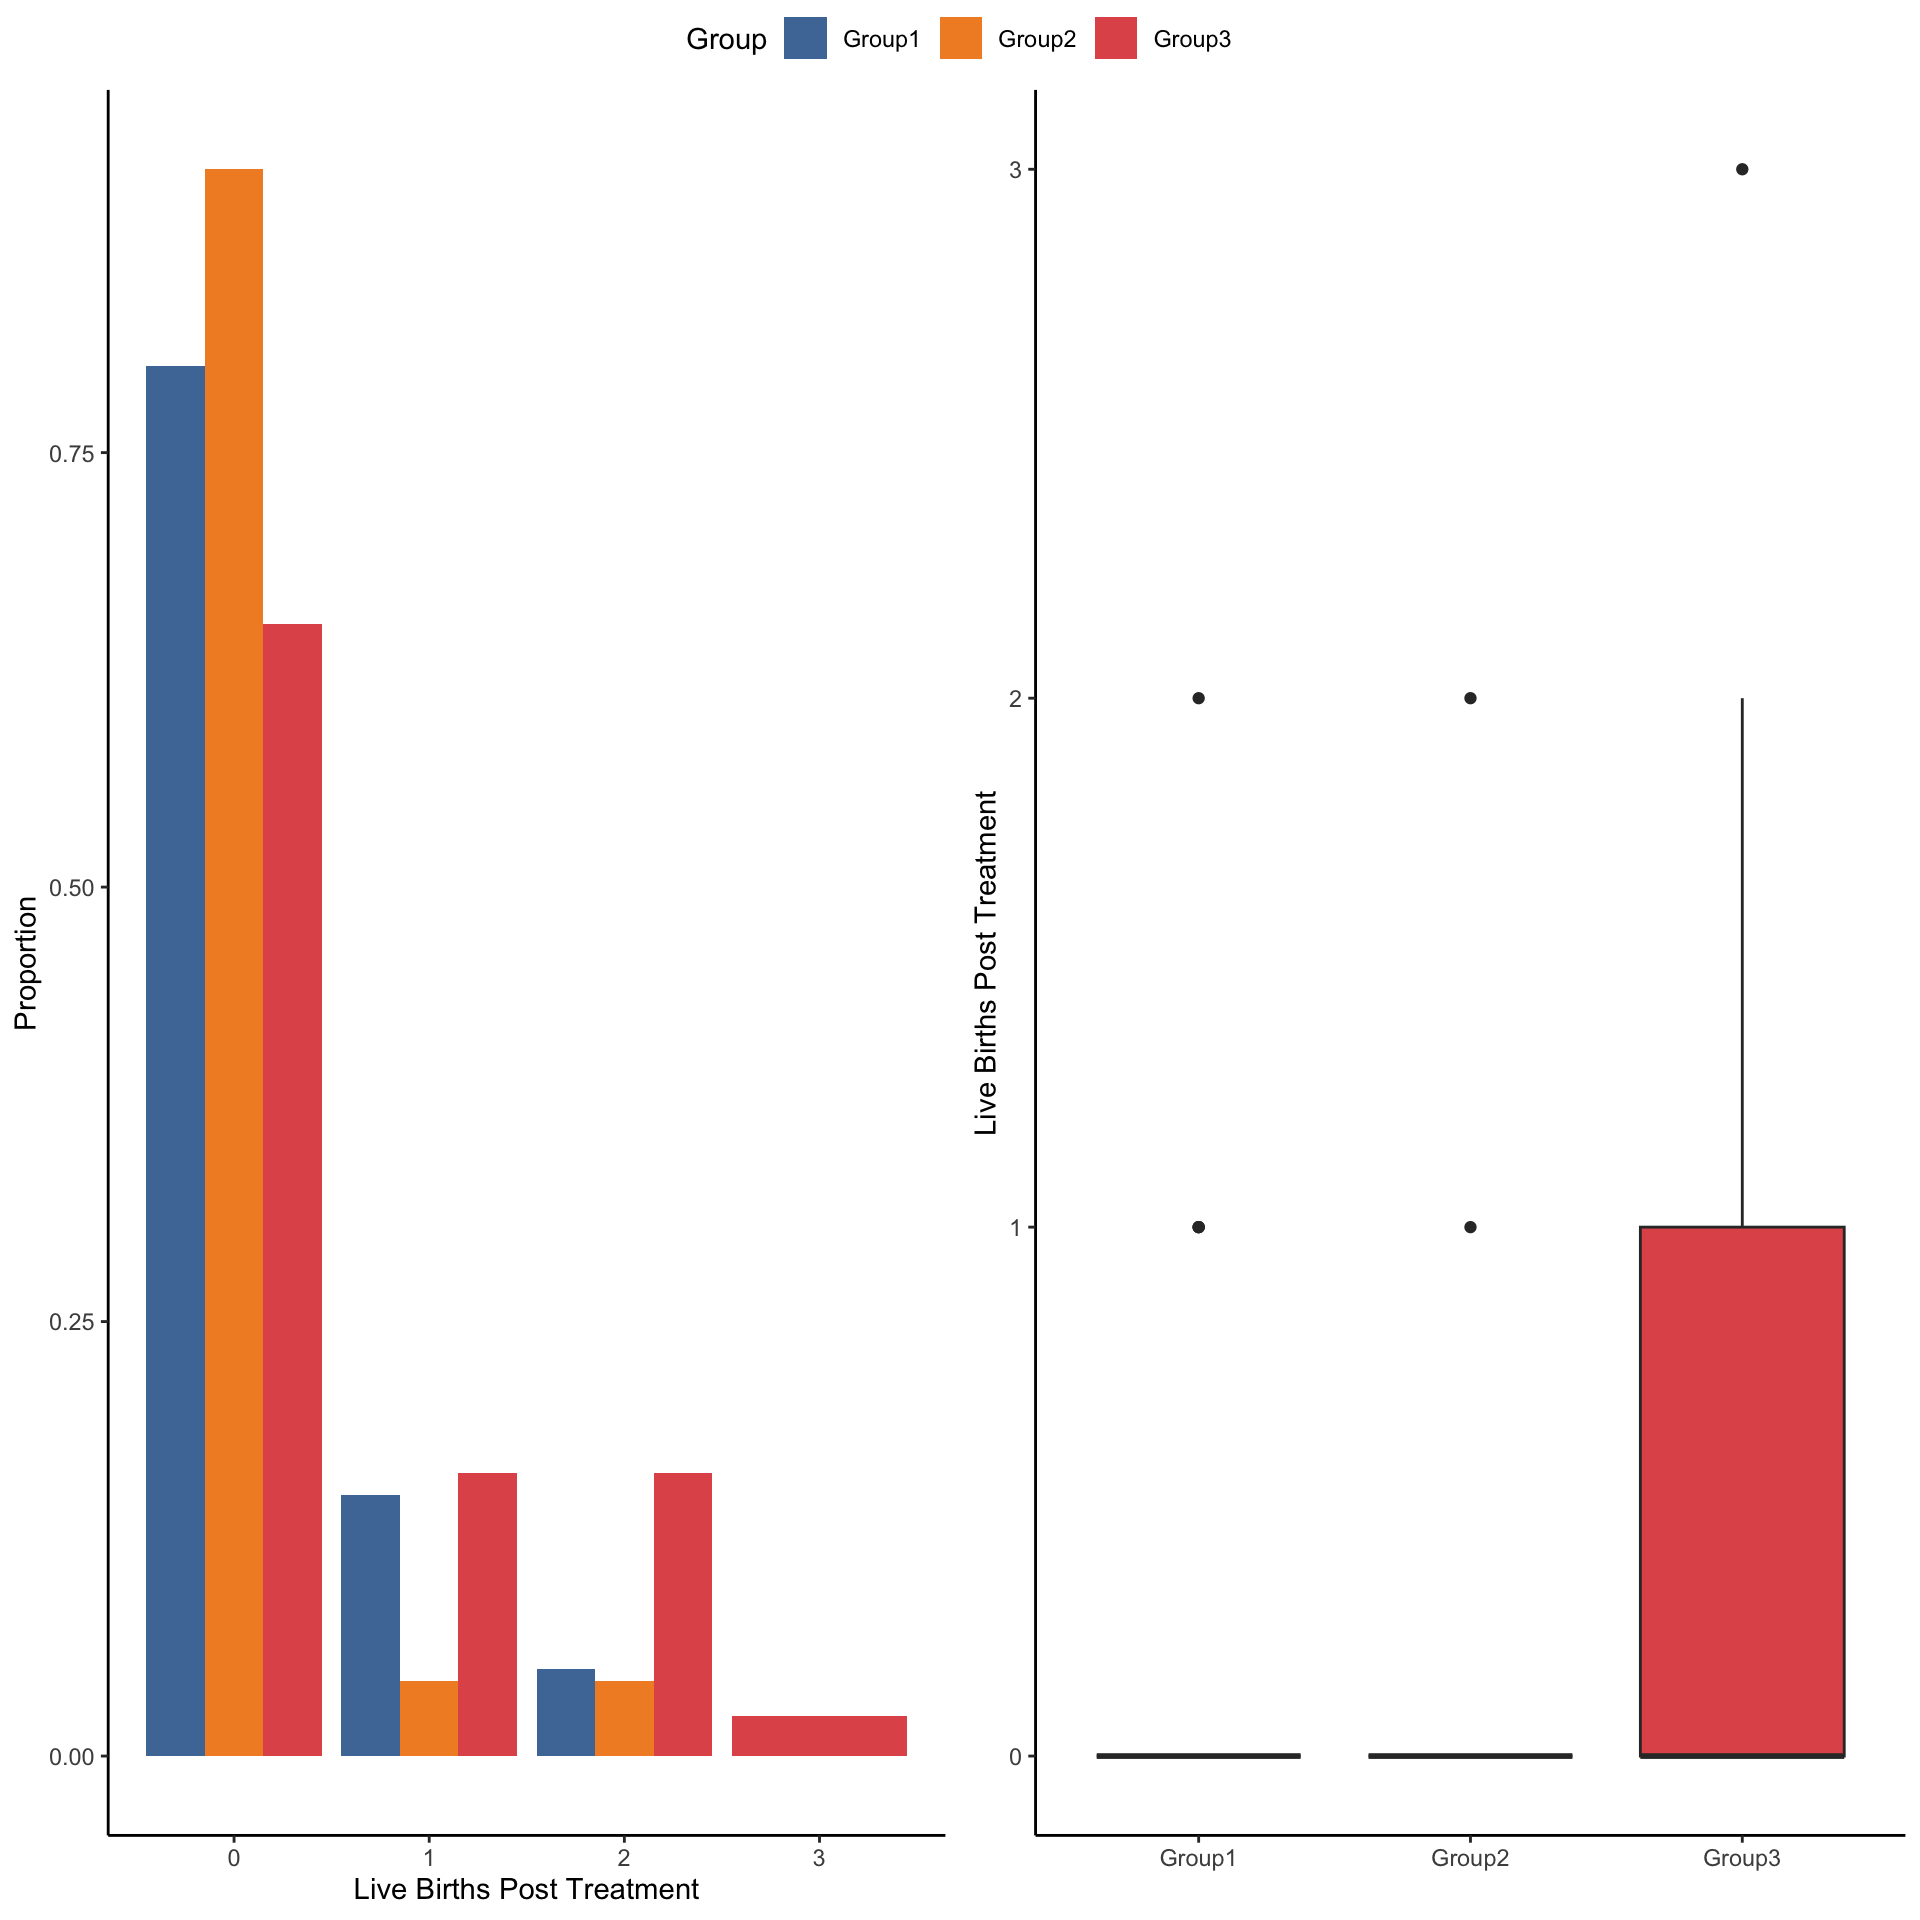 Group Group1 Group2 Group3
Proportion
0.75
0.50
0.25
0.00
0 1 2 3
Live Births Post Treatment
Live Births Post Treatment
3
2
1
0
Group1 Group2 Group3